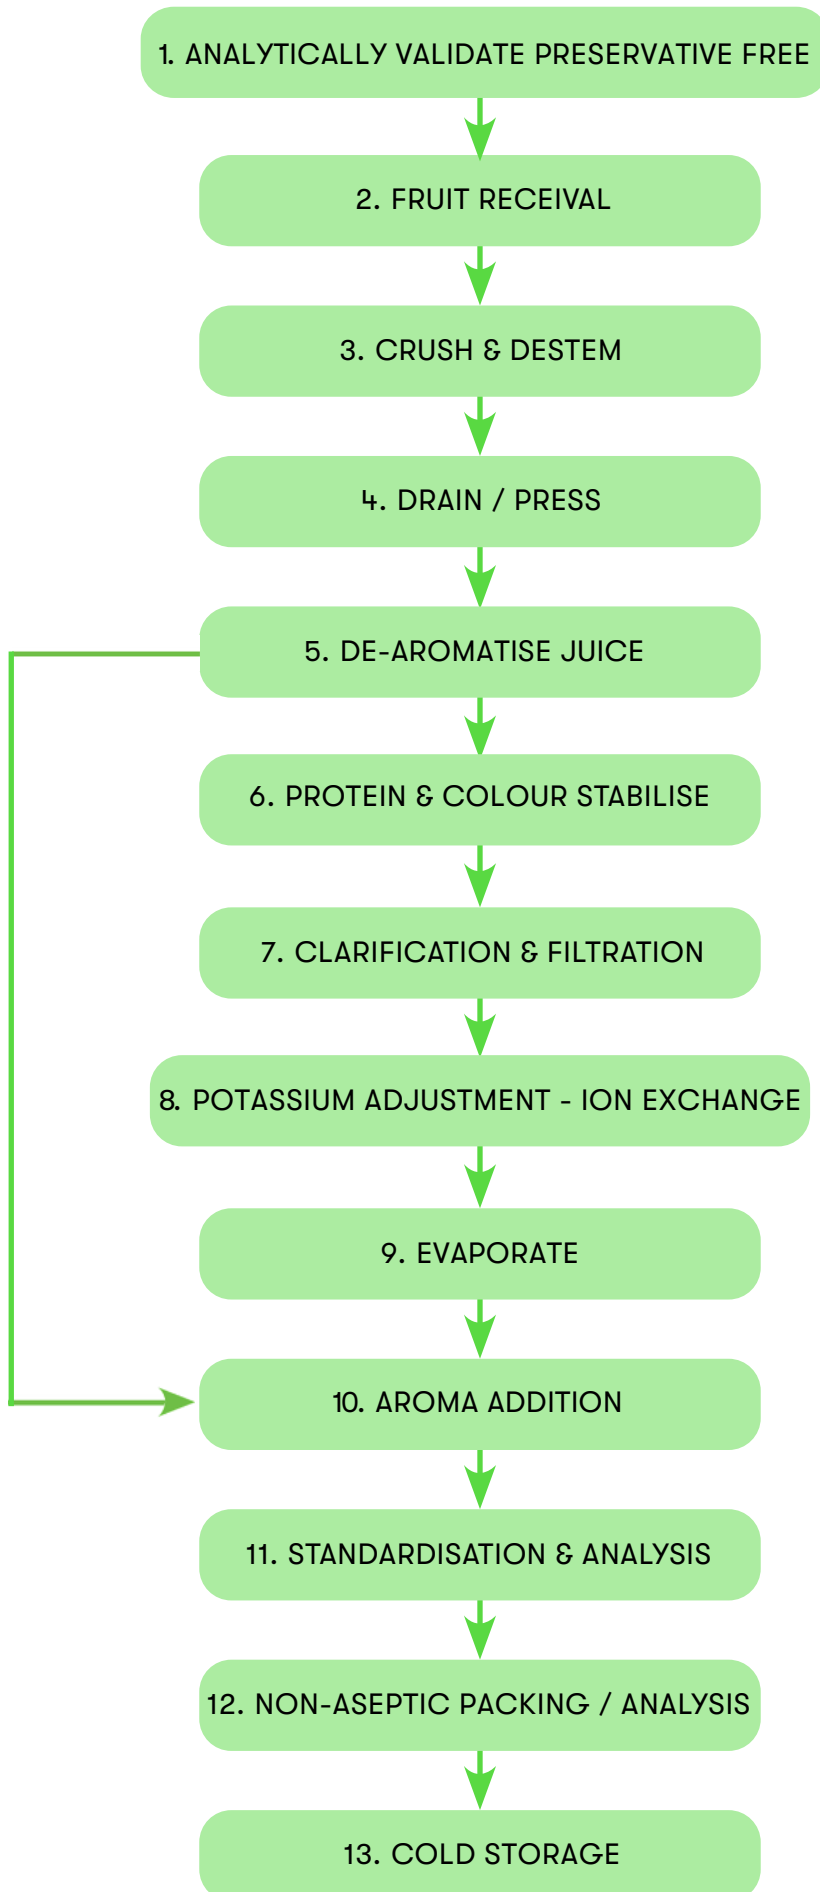 1. ANALYTICALLY VALIDATE PRESERVATIVE FREE
2. FRUIT RECEIVAL
3. CRUSH & DESTEM
4. DRAIN / PRESS
5. DE-AROMATISE JUICE
6. PROTEIN & COLOUR STABILISE
7. CLARIFICATION & FILTRATION
8. POTASSIUM ADJUSTMENT - ION EXCHANGE
9. EVAPORATE
10. AROMA ADDITION
11. STANDARDISATION & ANALYSIS
12. NON-ASEPTIC PACKING / ANALYSIS
13. COLD STORAGE